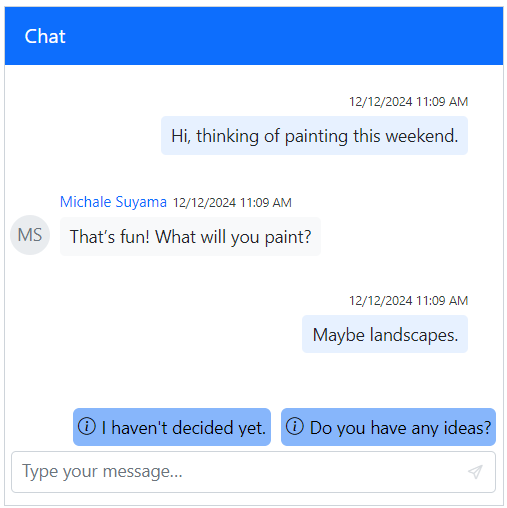 Chat
12/12/2024 11:09 AM
Hi, thinking of painting this weekend.
Michale Suyama 12/12/2024 11:09 AM
MS
That's fun! What will you paint?
12/12/2024 11:09 AM
Maybe landscapes.
I haven't decided yet.
Do you have any ideas?
Type your message...